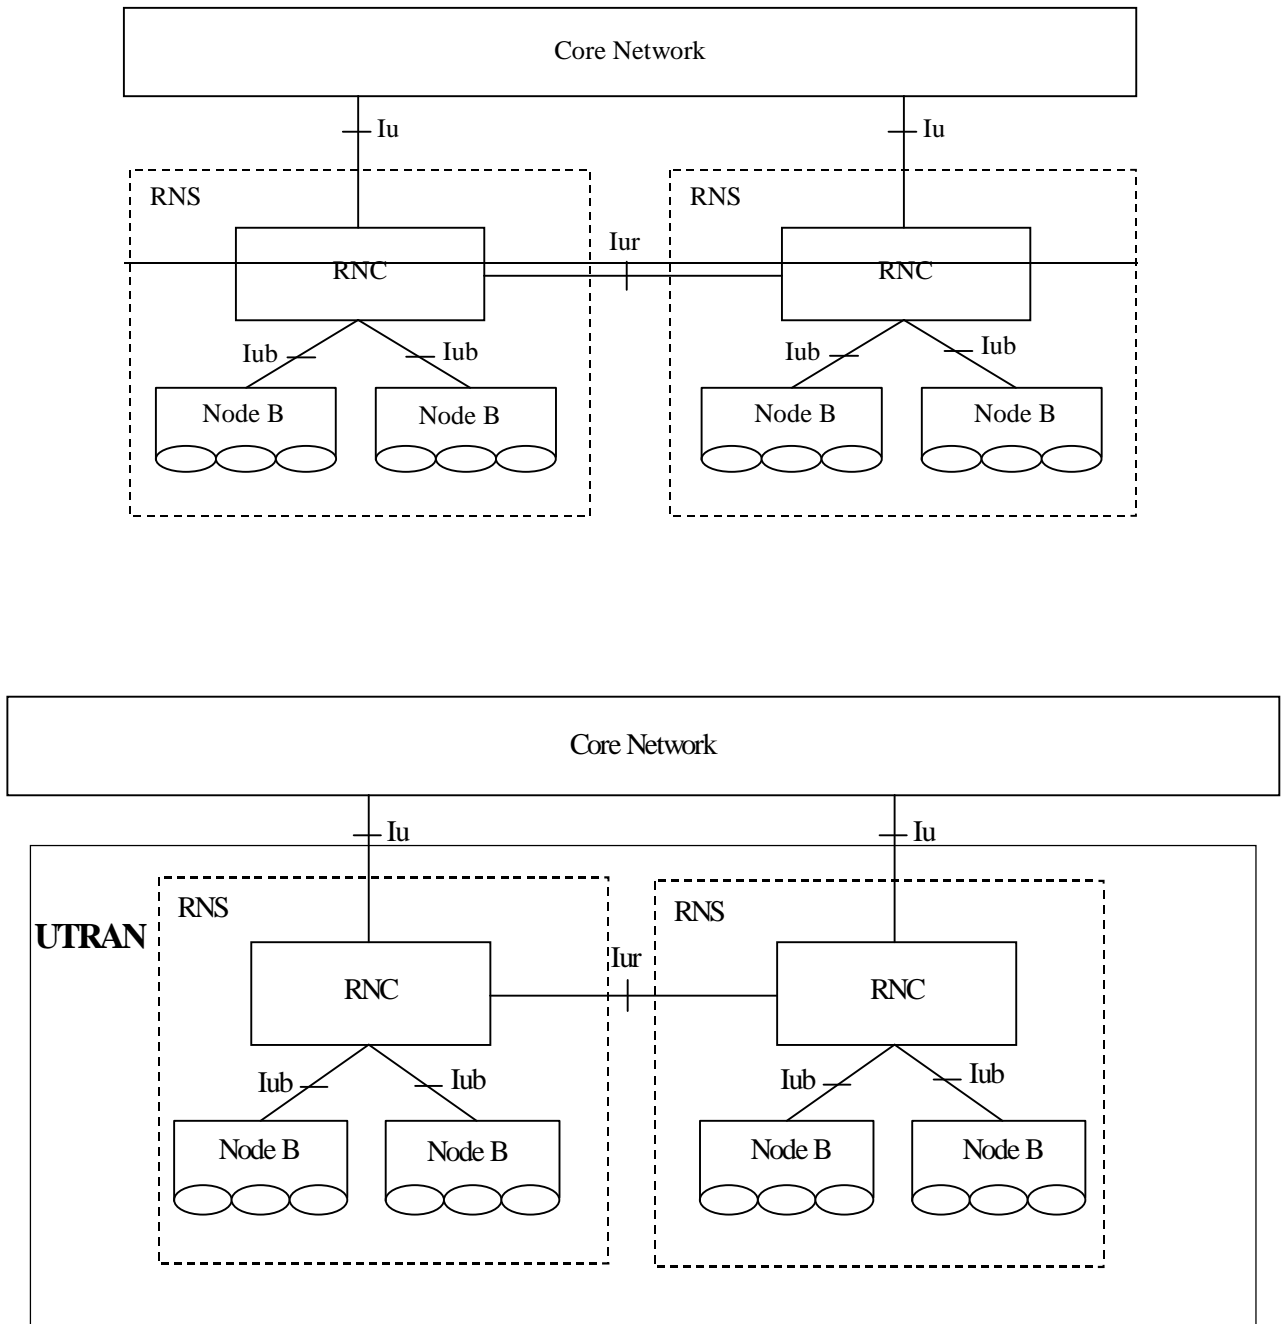 Core Network
Iu Iu
RNS RNS
Iur
RNC RNC
Iub Iub Iub Iub
Node B Node B Node B Node B
Core Network
Iu Iu
RNS RNS
UTRAN
Iur
RNC RNC
Iub Iub Iub Iub
Node B Node B Node B Node B